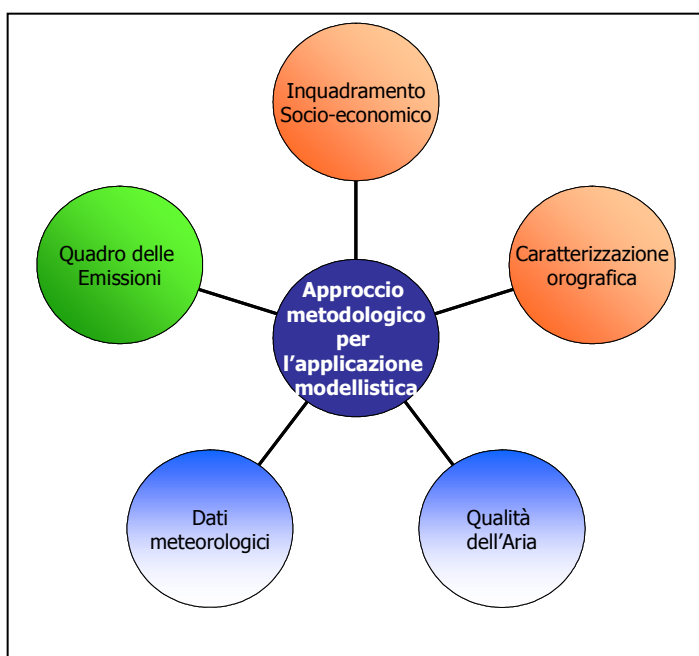 Inquadramento
Socio-economico
Quadro delle
Emissioni
Caratterizzazione
orografica
Approccio
metodologico
per
l'applicazione
modellistica
Dati
meteorologici
Qualità
dell'Aria